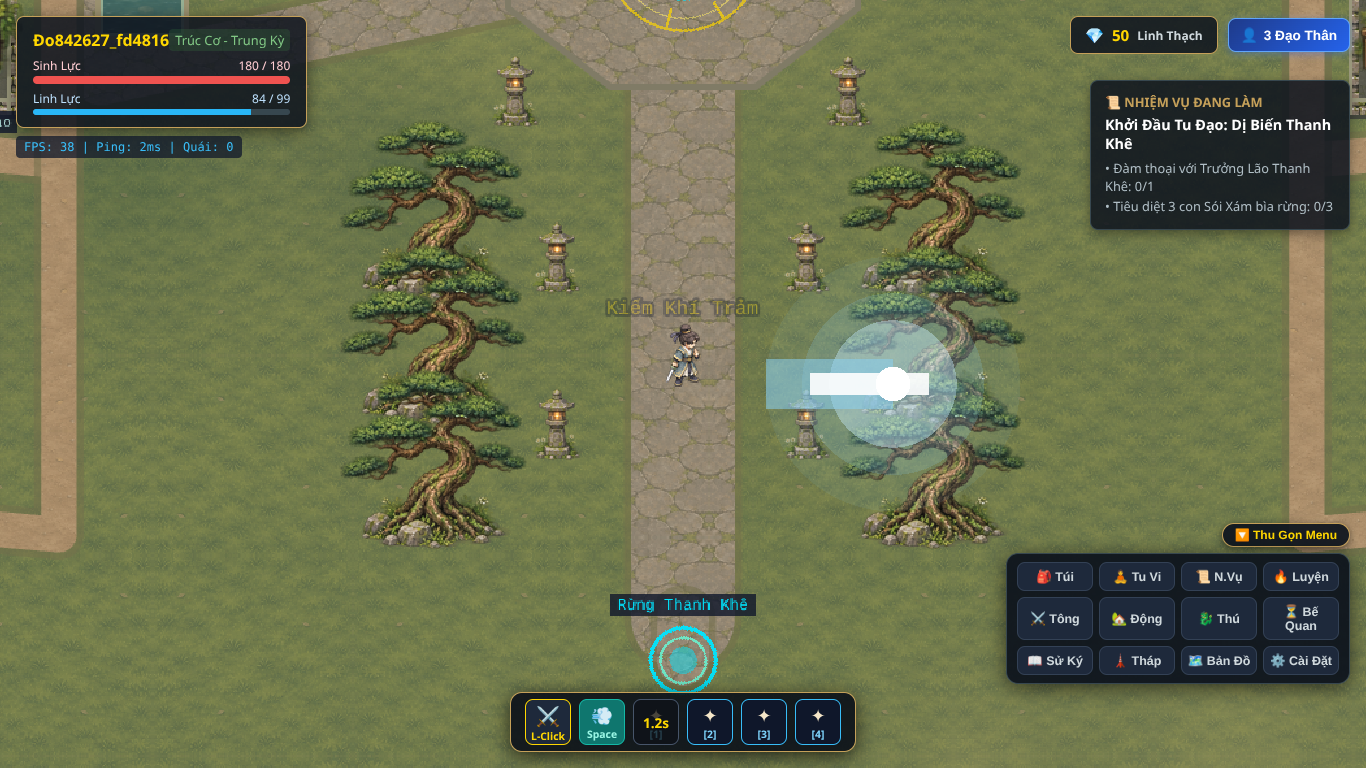 Đo842627_fd4816 Trúc Cơ - Trung Kỳ
Sinh Lực 180 / 180
Linh Lực 84 / 99
FPS: 38 | Ping: 2ms | Quái: 0
50 Linh Thạch
3 Đạo Thân
NHIỆM VỤ ĐANG LÀM
Khởi Đầu Tu Đạo: Dị Biến Thanh
Khê
• Đàm thoại với Trưởng Lão Thanh
Khê: 0/1
• Tiêu diệt 3 con Sói Xám bìa rừng: 0/3
Kiếm Khí Trảm
Rừng Thanh Khê
Thu Gọn Menu
Túi
Tu Vi
N.Vụ
Luyện
Tông
Động
Thú
Bế
Quan
Sử Ký
Tháp
Bản Đồ
Cài Đặt
L-Click
Space
1.2s
[1]
[2]
[3]
[4]